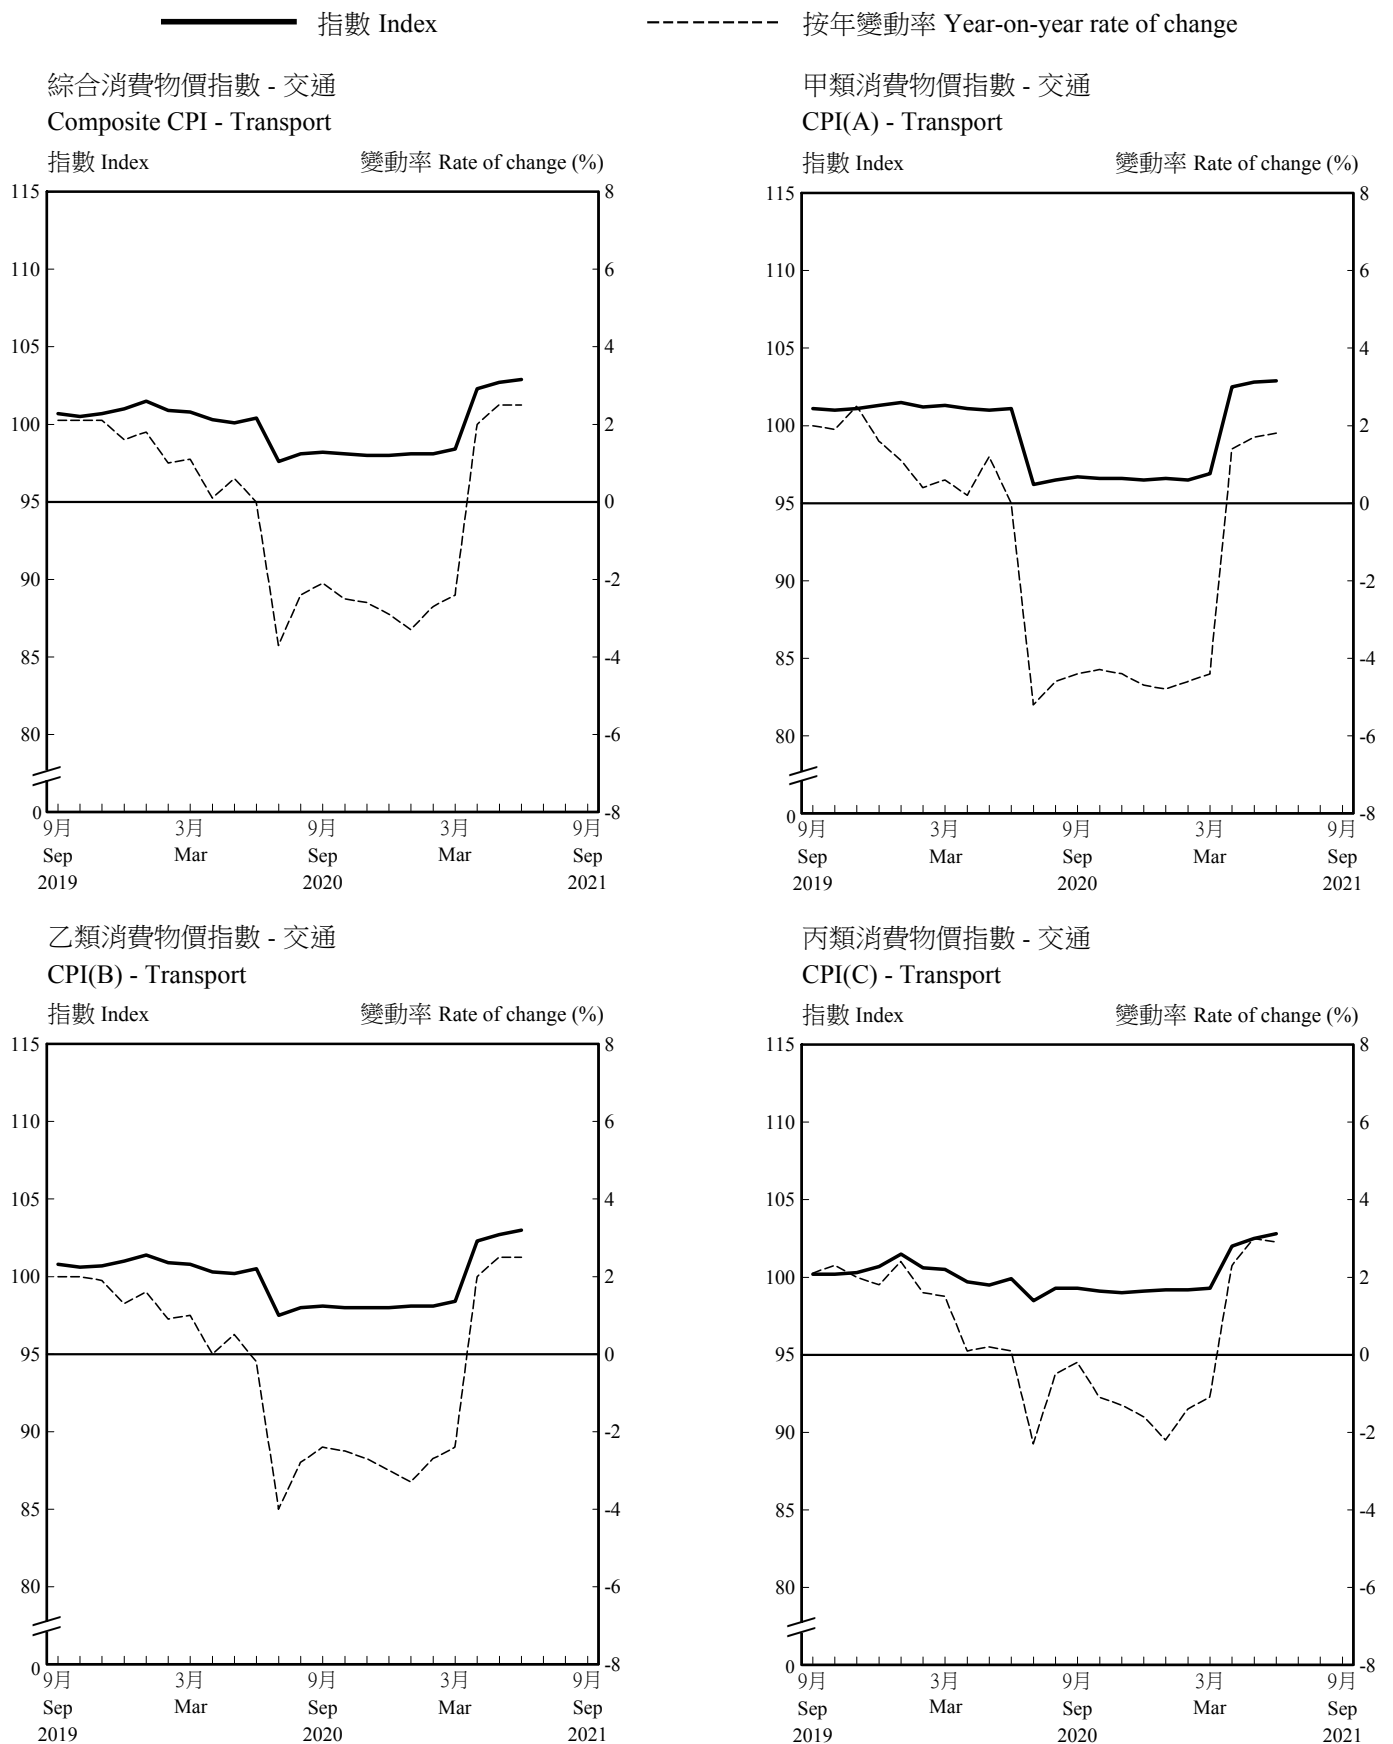 指數 Index
按年變動率 Year-on-year rate of change
綜合消費物價指數 - 交通
Composite CPI - Transport
指數 Index 變動率 Rate of change (%)
115 8
110 6
105 4
100 2
95 0
90 -2
85 -4
80 -6
0 -8
9月 3月 9月 3月 9月
Sep Mar Sep Mar Sep
2019 2020 2021
甲類消費物價指數 - 交通
CPI(A) - Transport
指數 Index 變動率 Rate of change (%)
115 8
110 6
105 4
100 2
95 0
90 -2
85 -4
80 -6
0 -8
9月 3月 9月 3月 9月
Sep Mar Sep Mar Sep
2019 2020 2021
乙類消費物價指數 - 交通
CPI(B) - Transport
指數 Index 變動率 Rate of change (%)
115 8
110 6
105 4
100 2
95 0
90 -2
85 -4
80 -6
0 -8
9月 3月 9月 3月 9月
Sep Mar Sep Mar Sep
2019 2020 2021
丙類消費物價指數 - 交通
CPI(C) - Transport
指數 Index 變動率 Rate of change (%)
115 8
110 6
105 4
100 2
95 0
90 -2
85 -4
80 -6
0 -8
9月 3月 9月 3月 9月
Sep Mar Sep Mar Sep
2019 2020 2021